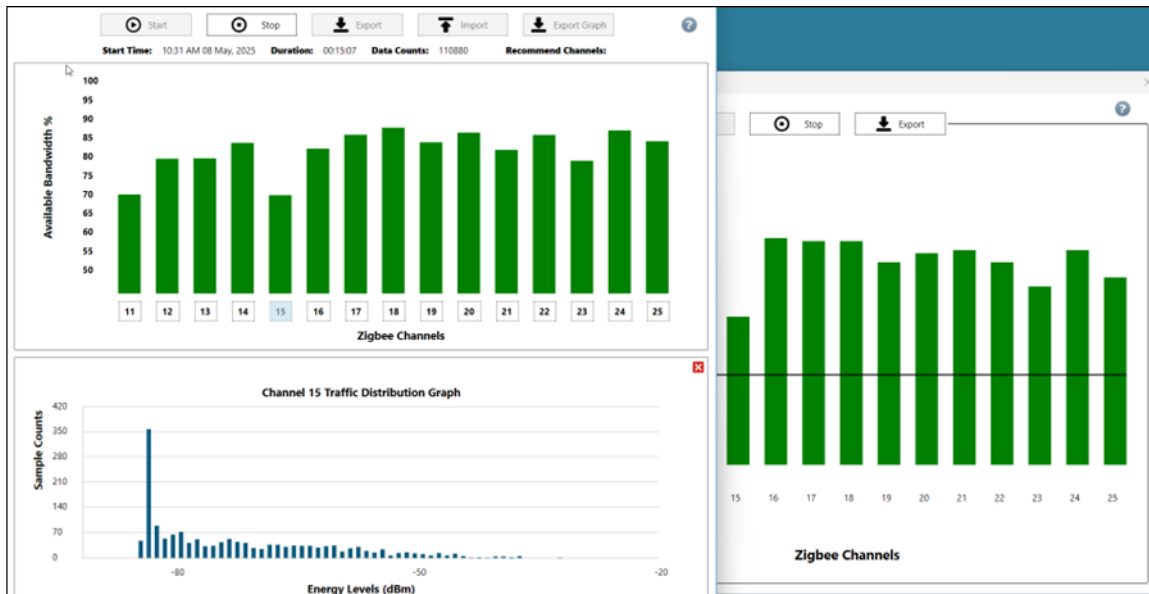 Start Stop Export Import Export Graph
Start Time: 10:31 AM 08 May, 2025 Duration: 00:15:07 Data Counts: 110880 Recommend Channels:
Available Bandwidth %
100
95
90
85
80
75
70
65
60
55
50
11 12 13 14 15 16 17 18 19 20 21 22 23 24 25
Zigbee Channels
Channel 15 Traffic Distribution Graph
Sample Counts
420
350
280
210
140
70
0
-80 -50 -20
Energy Levels (dBm)
Stop Export
15 16 17 18 19 20 21 22 23 24 25
Zigbee Channels